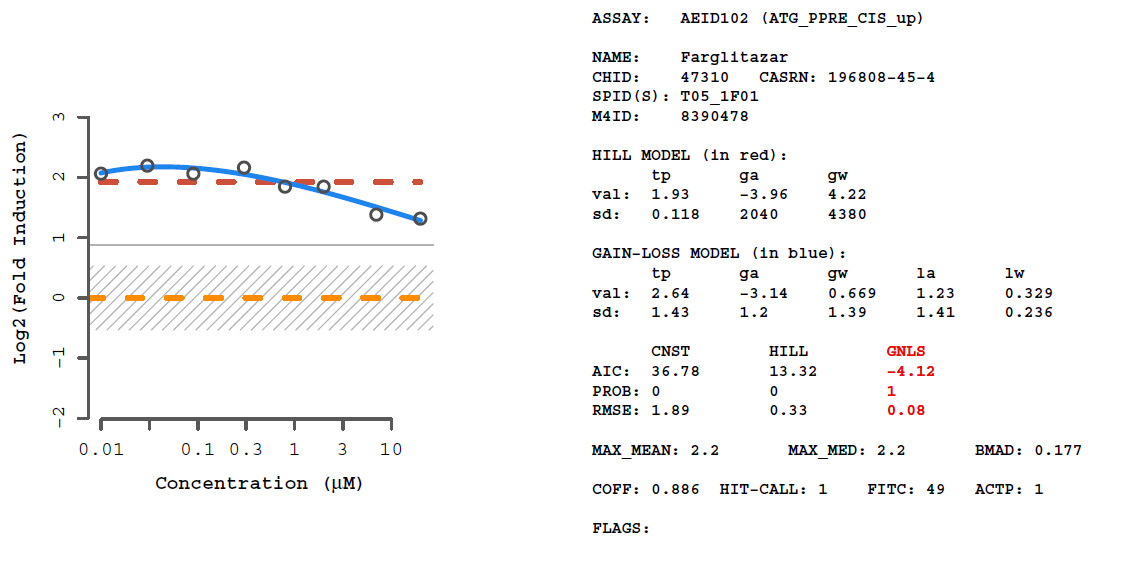 ASSAY: AEID102 (ATG_PPRE_CIS_up)
NAME: Farglitazar
CHID: 47310 CASRN: 196808-45-4
SPID(S): T05_1F01
M4ID: 8390478
HILL MODEL (in red):
tp ga gw
val: 1.93 -3.96 4.22
sd: 0.118 2040 4380
GAIN-LOSS MODEL (in blue):
tp ga gw la lw
val: 2.64 -3.14 0.669 1.23 0.329
sd: 1.43 1.2 1.39 1.41 0.236
CNST HILL GNLS
AIC: 36.78 13.32 -4.12
PROB: 0 0 1
RMSE: 1.89 0.33 0.08
MAX_MEAN: 2.2 MAX_MED: 2.2 BMAD: 0.177
COFF: 0.886 HIT-CALL: 1 FITC: 49 ACTP: 1
FLAGS:
Log2(Fold Induction)
3
2
1
0
-1
-2
0.01 0.1 0.3 1 3 10
Concentration (µM)